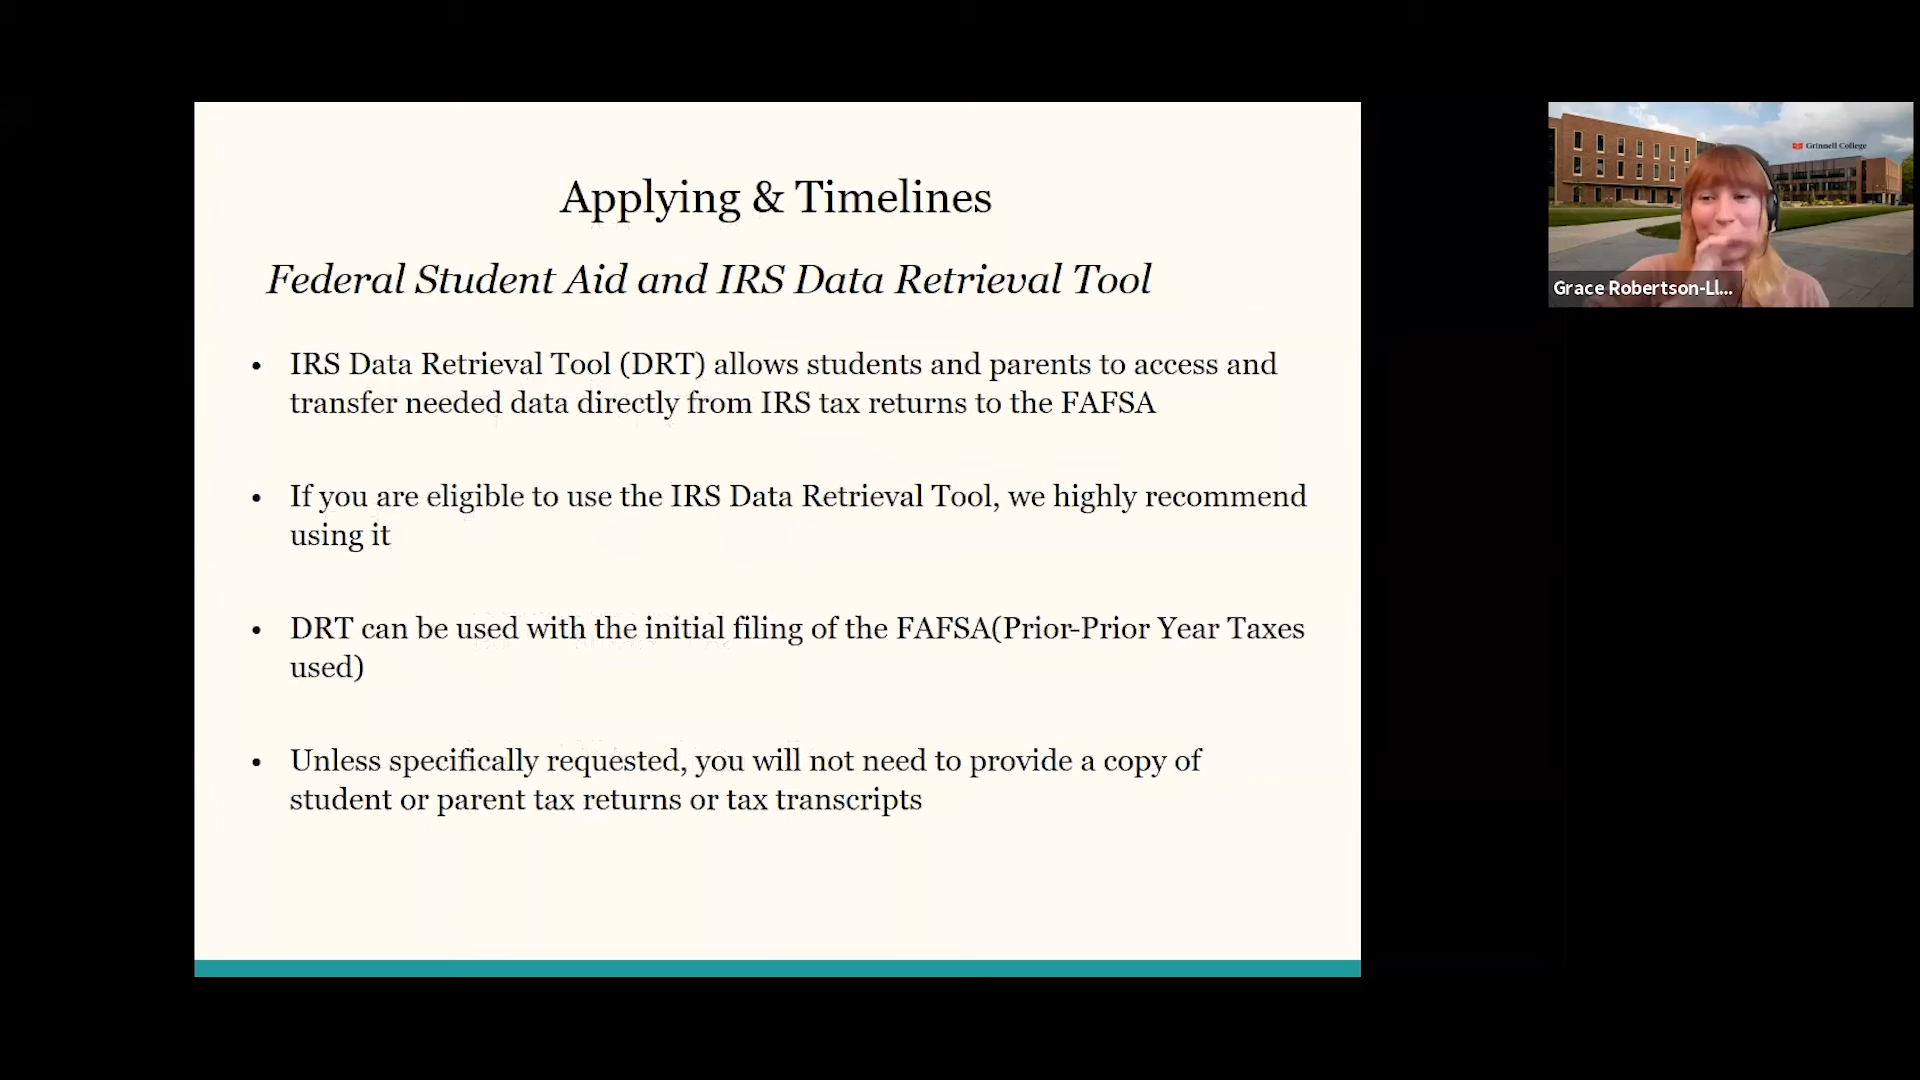 Applying & Timelines
Federal Student Aid and IRS Data Retrieval Tool
• IRS Data Retrieval Tool (DRT) allows students and parents to access and
transfer needed data directly from IRS tax returns to the FAFSA
• If you are eligible to use the IRS Data Retrieval Tool, we highly recommend
using it
• DRT can be used with the initial filing of the FAFSA(Prior-Prior Year Taxes
used)
• Unless specifically requested, you will not need to provide a copy of
student or parent tax returns or tax transcripts
Grinnell College
Grace Robertson-Ll...